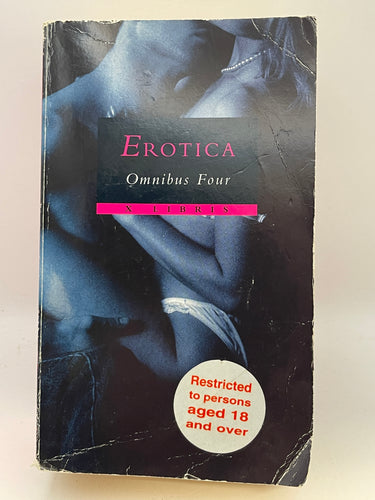 EROTICA
Omnibus Four
X LIBRIS
Restricted
to persons
aged 18
and over